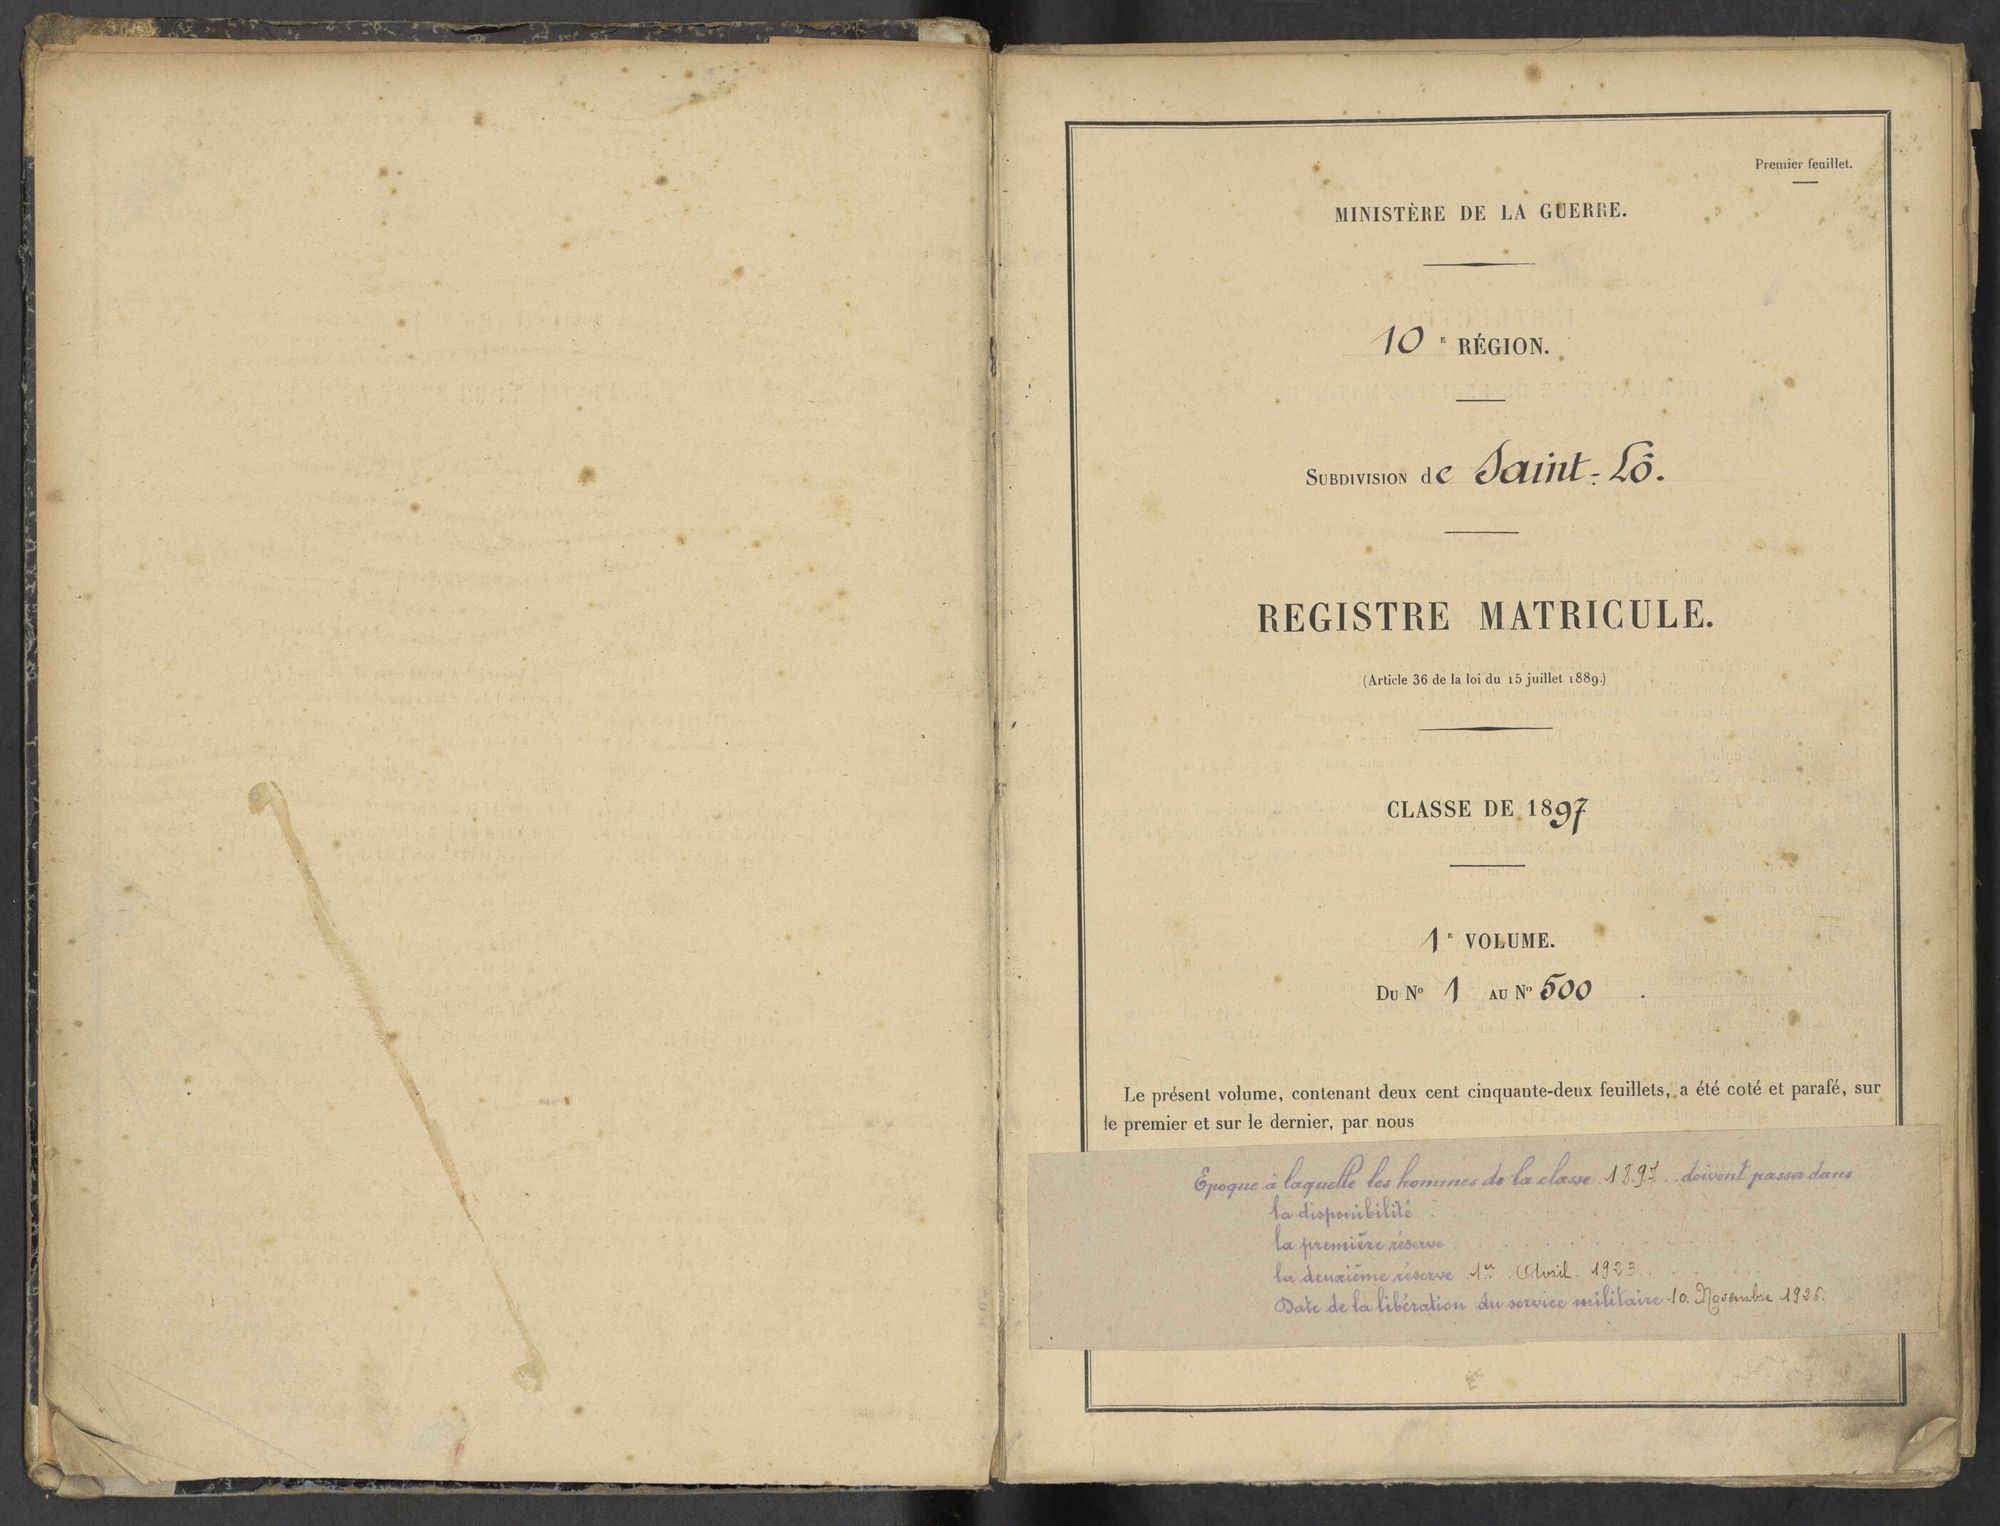 Premier feuillet.
MINISTÈRE DE LA GUERRE.
10ᴱ RÉGION.
SUBDIVISION de Saint-Lô.
REGISTRE MATRICULE.
(Article 36 de la loi du 15 juillet 1889.)
CLASSE DE 1897
1ᴱ VOLUME.
DU Nº 1 AU Nº 500.
Le présent volume, contenant deux cent cinquante-deux feuillets, a été coté et parafé, sur
le premier et sur le dernier, par nous
Epoque à laquelle les hommes de la classe 1897 doivent passer dans
la disponibilité
la première réserve
la deuxième réserve 1er Avril 1923
Date de la libération du service militaire 10 Novembre 1926.